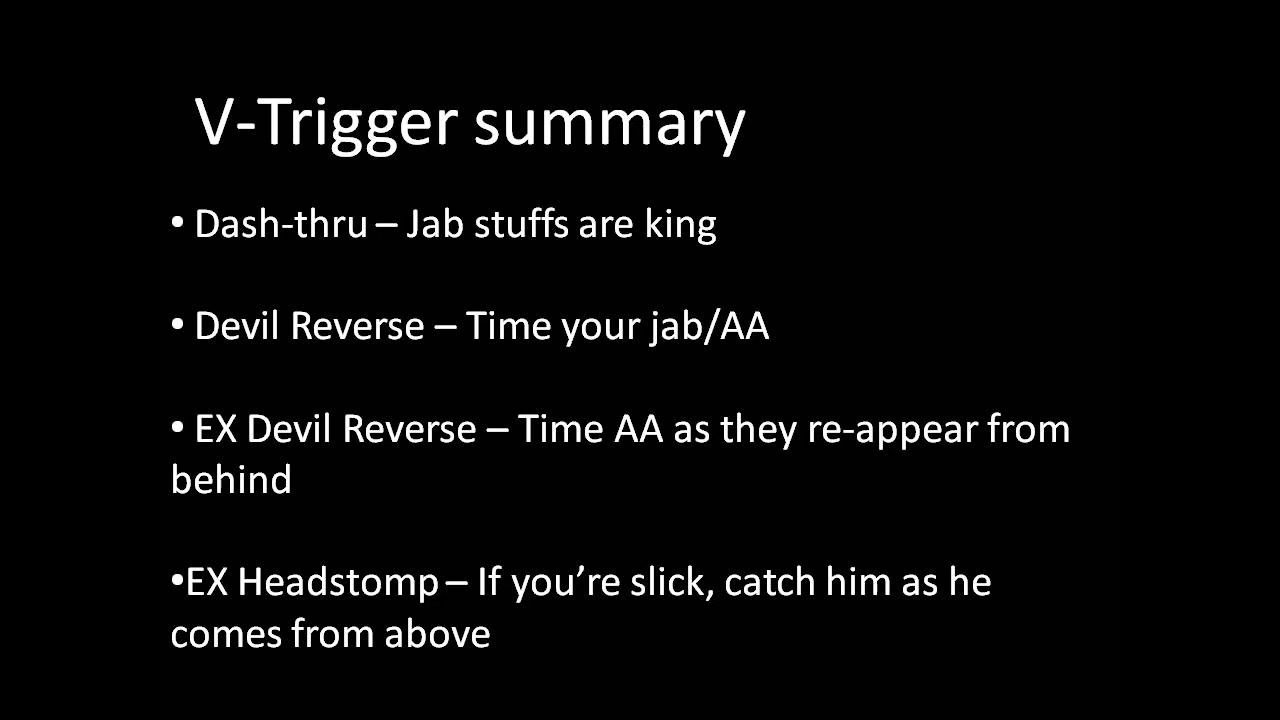 V-Trigger summary
• Dash-thru – Jab stuffs are king
• Devil Reverse – Time your jab/AA
• EX Devil Reverse – Time AA as they re-appear from
behind
•EX Headstomp – If you’re slick, catch him as he
comes from above